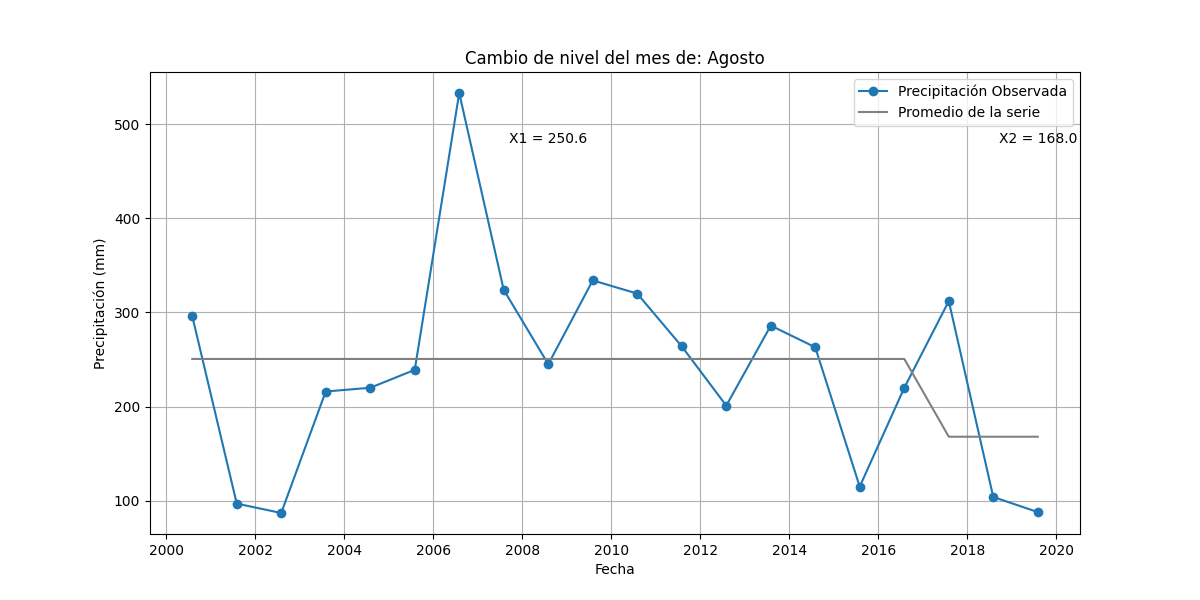 Cambio de nivel del mes de: Agosto
Precipitación Observada
Promedio de la serie
X1 = 250.6
X2 = 168.0
Precipitación (mm)
500
400
300
200
100
2000 2002 2004 2006 2008 2010 2012 2014 2016 2018 2020
Fecha